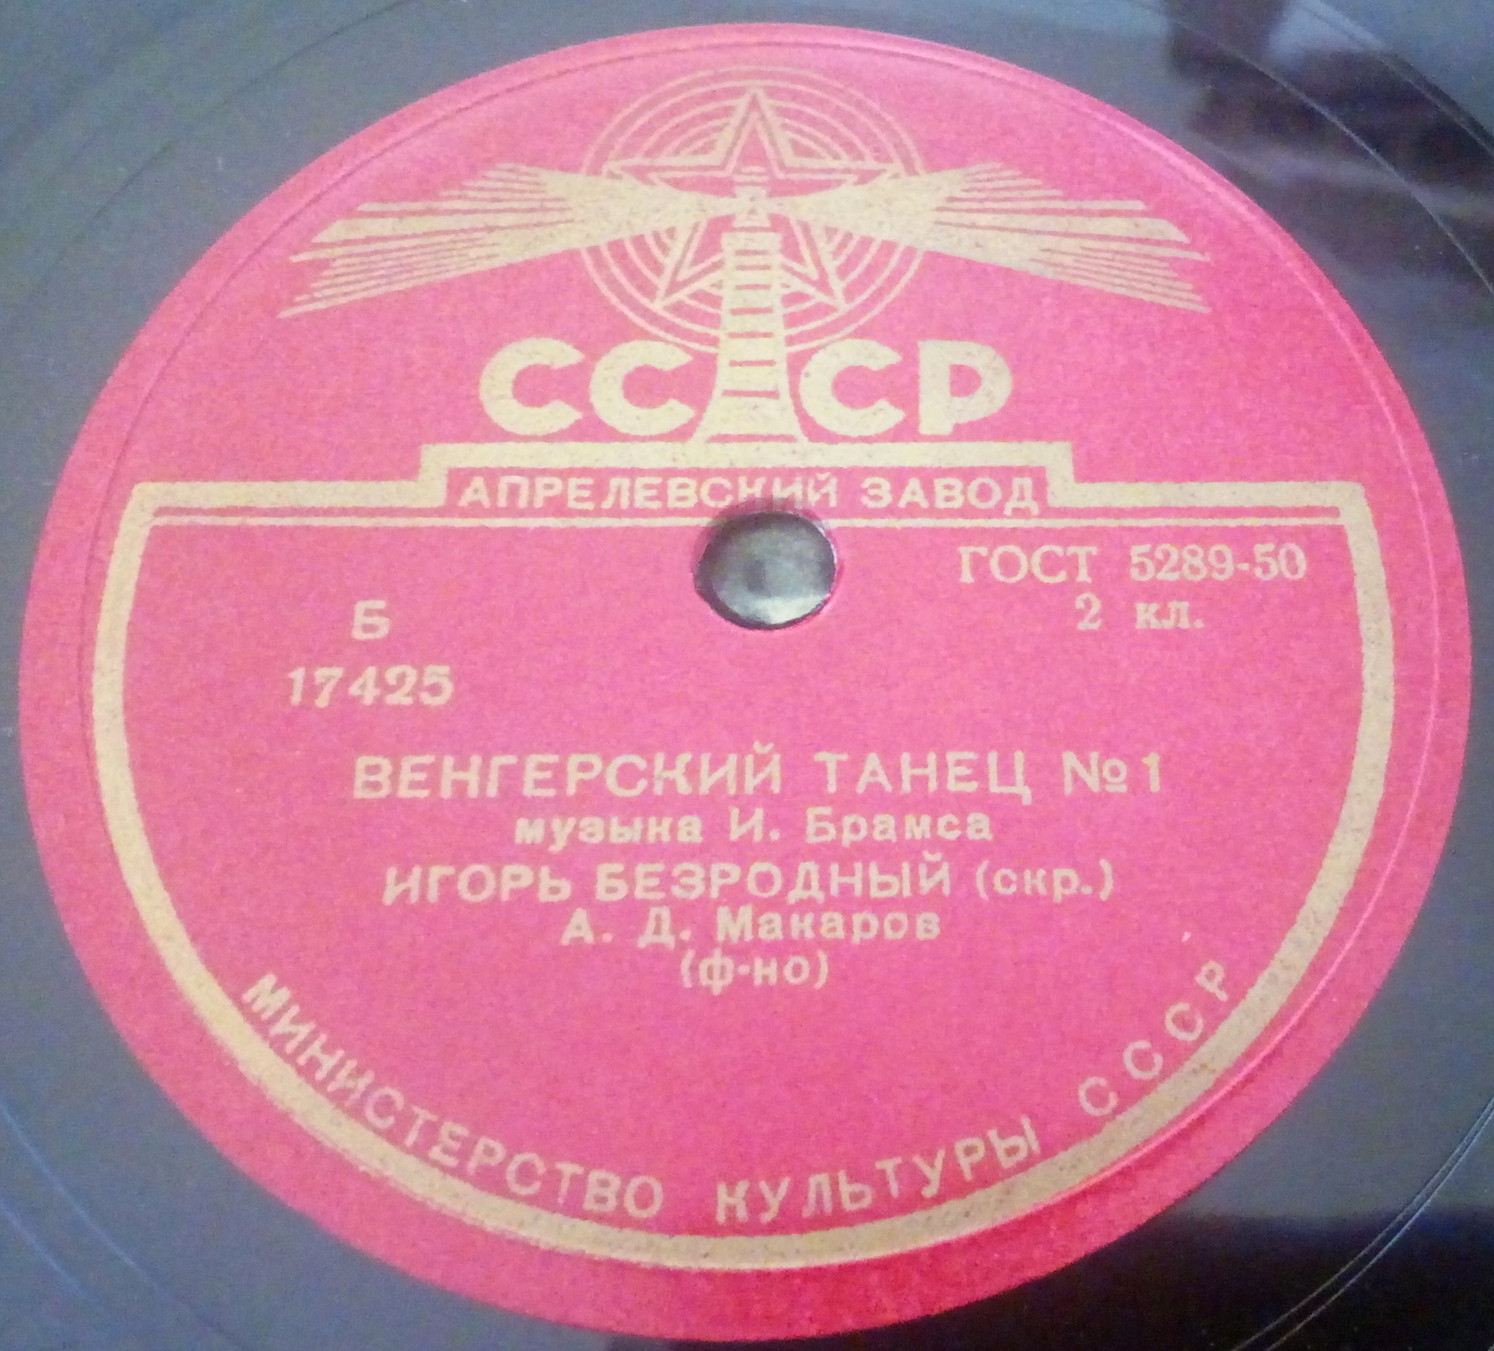 СССР
АПРЕЛЕВСКИЙ ЗАВОД
ГОСТ 5289-50
2 кл.
Б
17425
ВЕНГЕРСКИЙ ТАНЕЦ №1
музыка И. Брамса
ИГОРЬ БЕЗРОДНЫЙ (скр.)
А. Д. Макаров
(ф-но)
МИНИСТЕРСТВО КУЛЬТУРЫ СССР